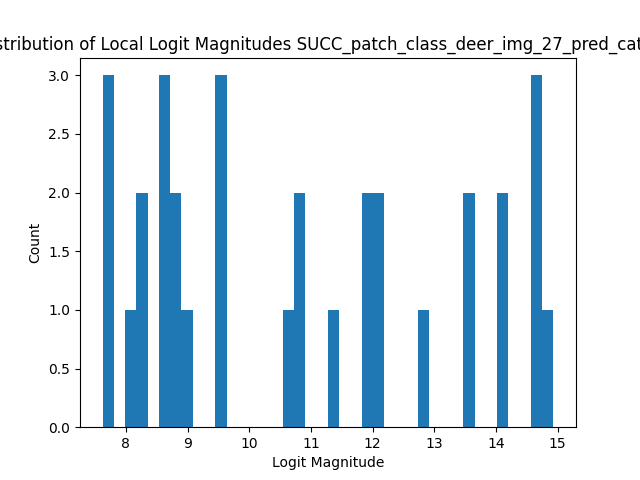 stribution of Local Logit Magnitudes SUCC_patch_class_deer_img_27_pred_cat
3.0
2.5
2.0
1.5
1.0
0.5
0.0
Count
8 9 10 11 12 13 14 15
Logit Magnitude